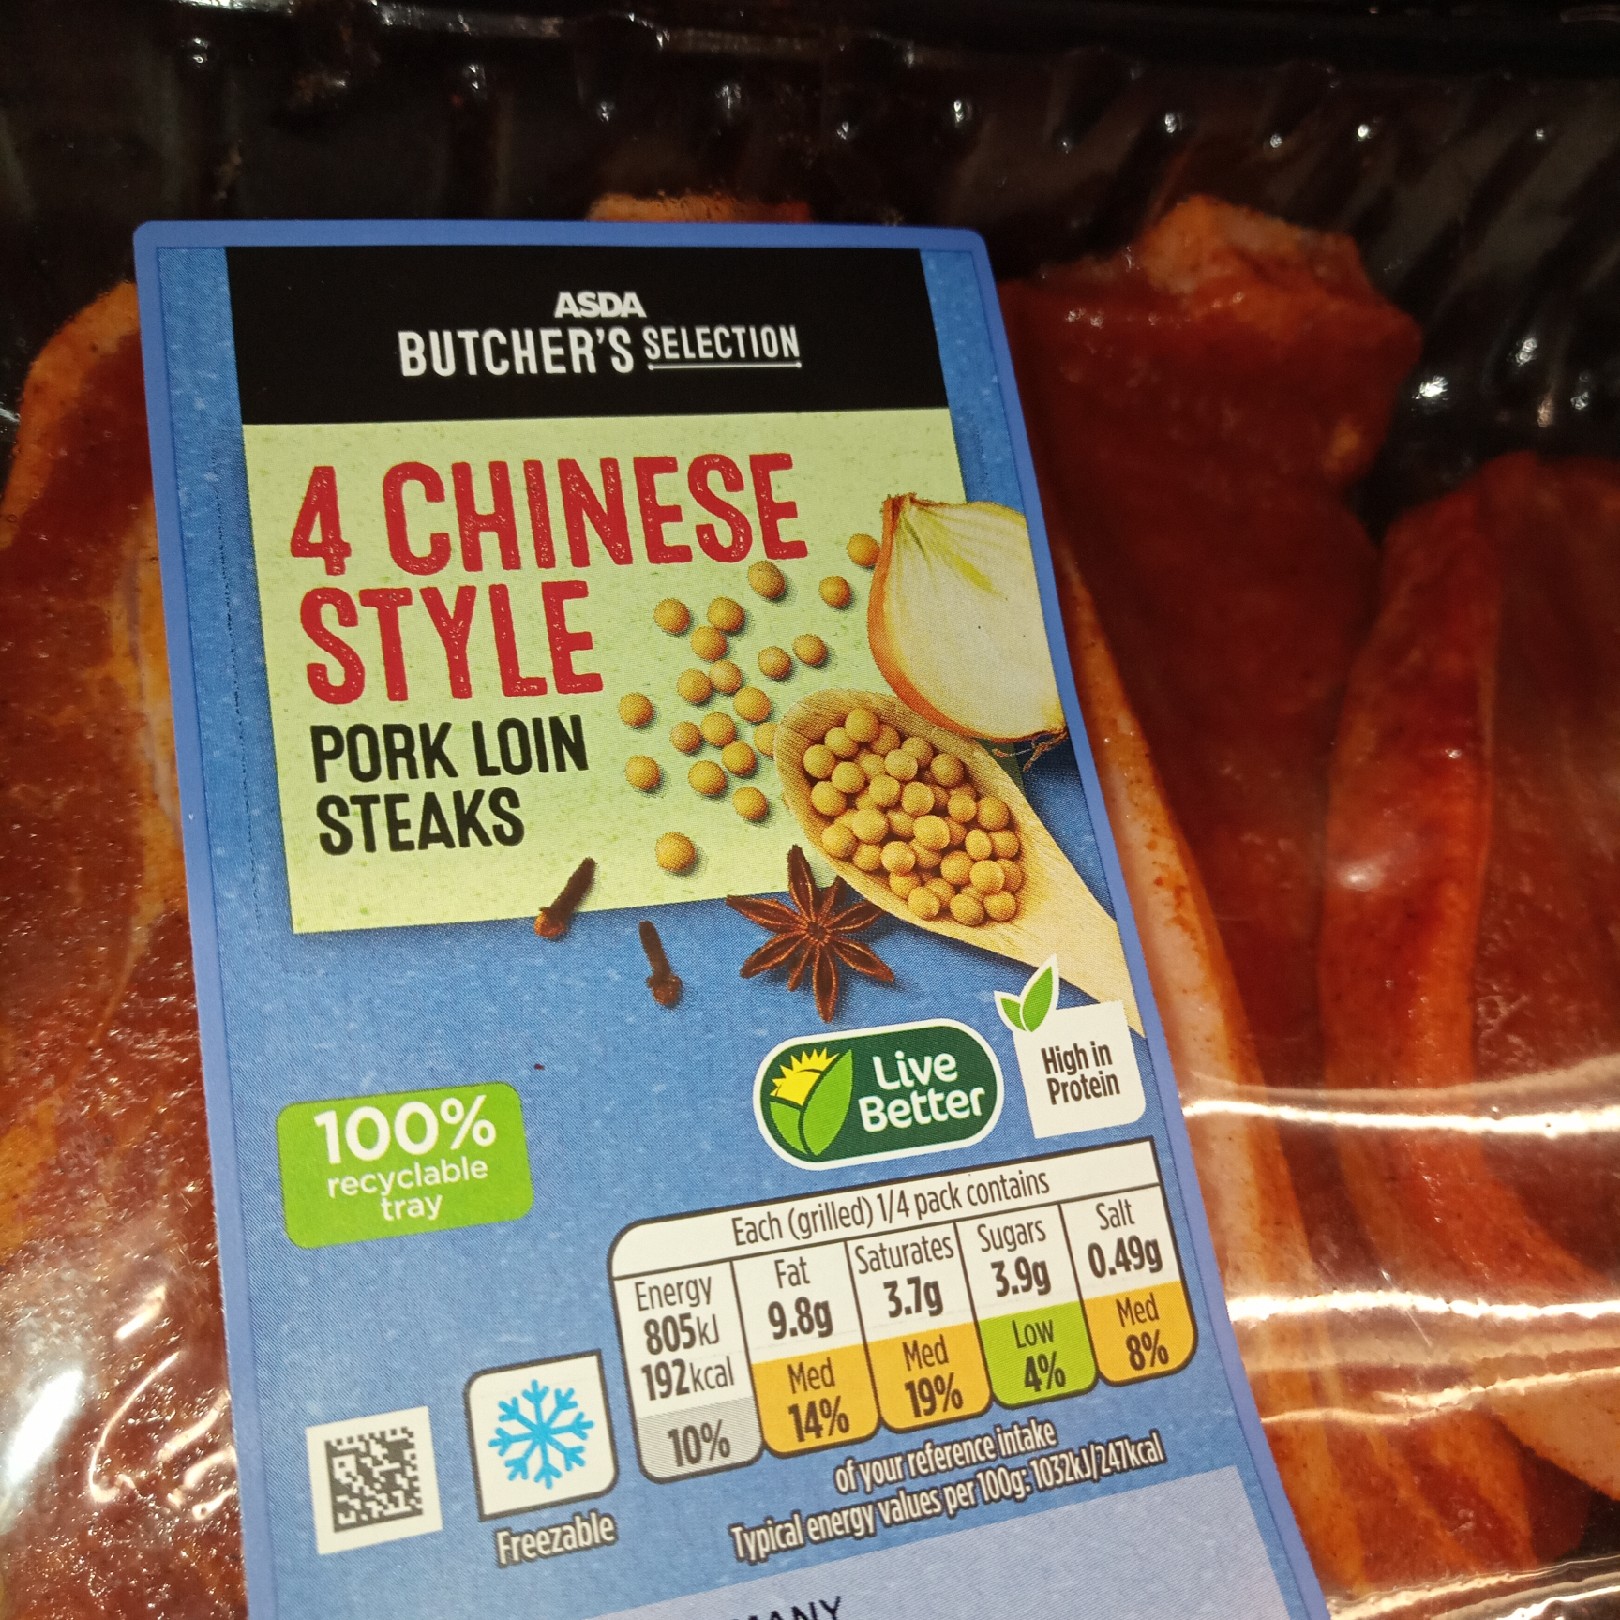 ASDA
BUTCHER'S SELECTION
4 CHINESE
STYLE
PORK LOIN
STEAKS
Live
Better
High in
Protein
100%
recyclable
tray
Each (grilled) 1/4 pack contains
Energy
805kJ
192kcal
10%
Fat
9.8g
Med
14%
Saturates
3.7g
Med
19%
Sugars
3.9g
Low
4%
Salt
0.49g
Med
8%
of your reference intake
Typical energy values per 100g: 1032kJ/247kcal
Freezable